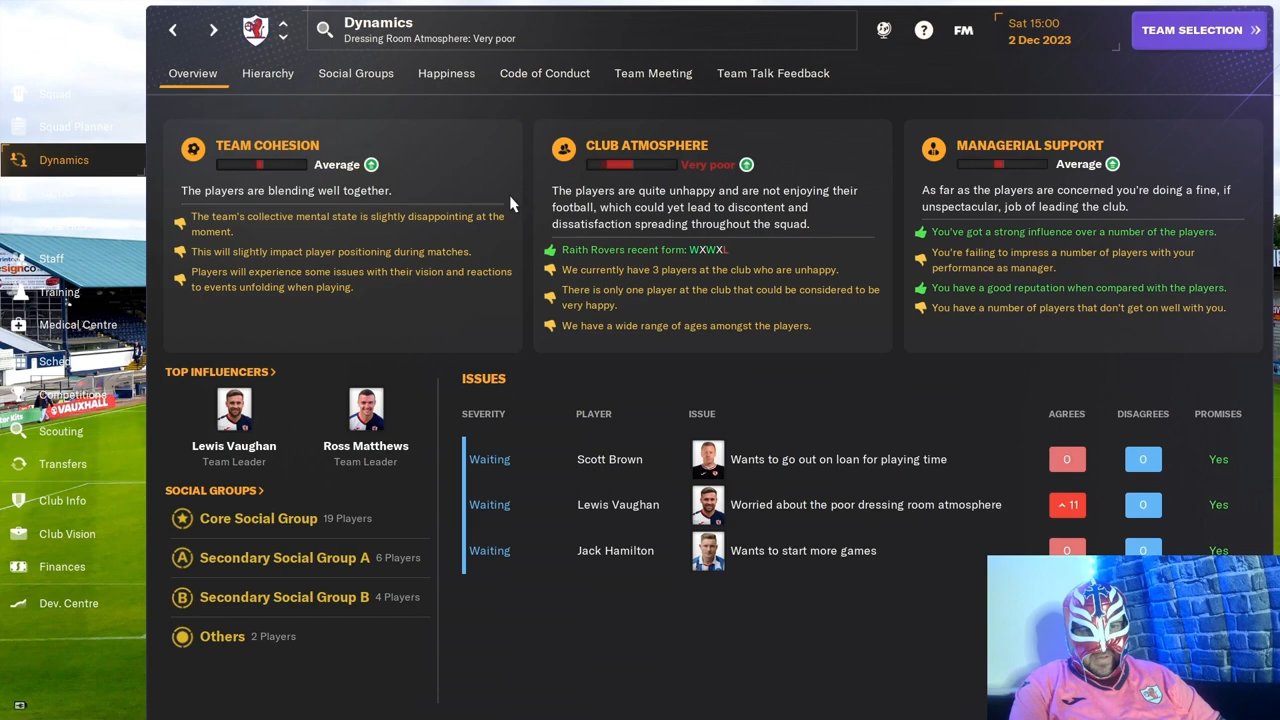 Dynamics
Dressing Room Atmosphere: Very poor
?
FM
Sat 15:00
2 Dec 2023
TEAM SELECTION
Overview
Hierarchy
Social Groups
Happiness
Code of Conduct
Team Meeting
Team Talk Feedback
Squad
Squad Planner
Dynamics
Staff
Training
Medical Centre
Sched
Competitions
VAUXHALL
Scouting
Transfers
Club Info
Club Vision
Finances
Dev. Centre
TEAM COHESION
Average
The players are blending well together.
The team's collective mental state is slightly disappointing at the
moment.
This will slightly impact player positioning during matches.
Players will experience some issues with their vision and reactions
to events unfolding when playing.
CLUB ATMOSPHERE
Very poor
The players are quite unhappy and are not enjoying their
football, which could yet lead to discontent and
dissatisfaction spreading throughout the squad.
Raith Rovers recent form: WXWXL
We currently have 3 players at the club who are unhappy.
There is only one player at the club that could be considered to be
very happy.
We have a wide range of ages amongst the players.
MANAGERIAL SUPPORT
Average
As far as the players are concerned you're doing a fine, if
unspectacular, job of leading the club.
You've got a strong influence over a number of the players.
You're failing to impress a number of players with your
performance as manager.
You have a good reputation when compared with the players.
You have a number of players that don't get on well with you.
TOP INFLUENCERS
Lewis Vaughan
Team Leader
Ross Matthews
Team Leader
SOCIAL GROUPS
Core Social Group 19 Players
A Secondary Social Group A 6 Players
B Secondary Social Group B 4 Players
Others 2 Players
ISSUES
SEVERITY PLAYER ISSUE AGREES DISAGREES PROMISES
Waiting Scott Brown Wants to go out on loan for playing time 0 0 Yes
Waiting Lewis Vaughan Worried about the poor dressing room atmosphere 11 0 Yes
Waiting Jack Hamilton Wants to start more games 0 0 Yes